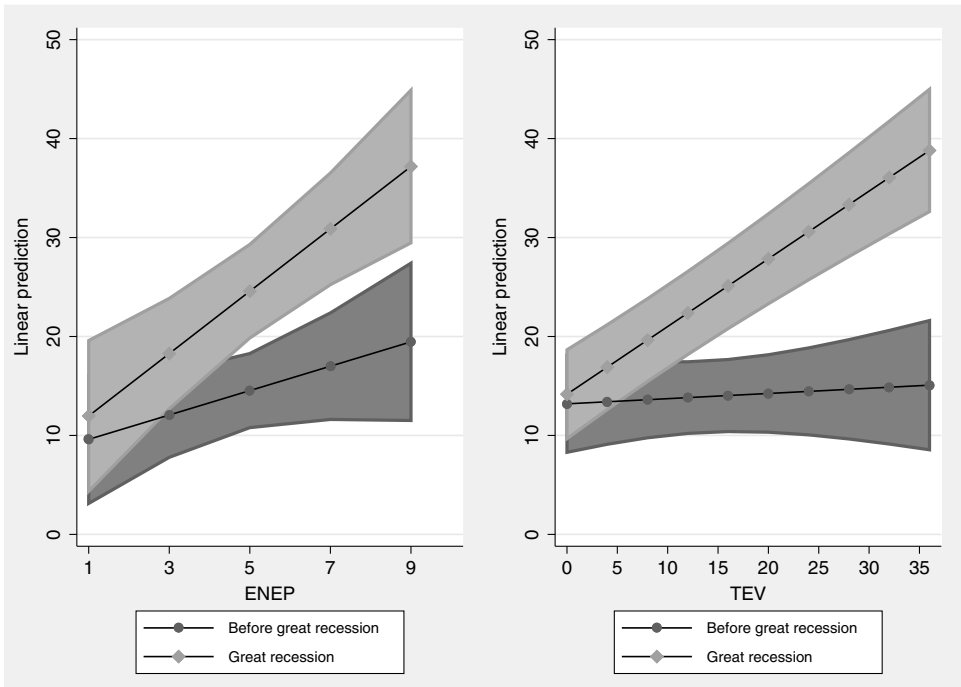 Linear prediction
50
40
30
20
10
0
1 3 5 7 9
ENEP
Before great recession
Great recession
Linear prediction
50
40
30
20
10
0
0 5 10 15 20 25 30 35
TEV
Before great recession
Great recession